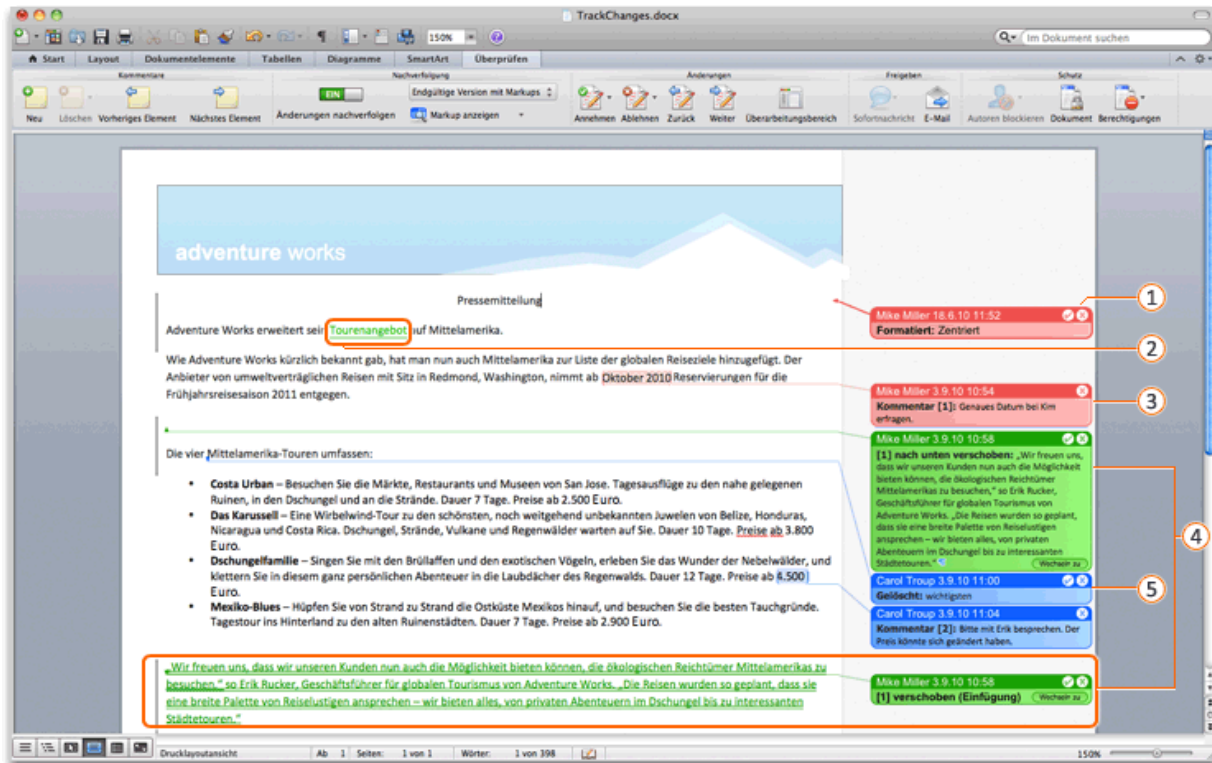 TrackChanges.docx
150%
Im Dokument suchen
Start Layout Dokumentelemente Tabellen Diagramme SmartArt Überprüfen
Kommentare Nachverfolgung Änderungen Freigeben Schutz
EIN Endgültige Version mit Markups
Neu Löschen Vorheriges Element Nächstes Element Änderungen nachverfolgen Markup anzeigen Annehmen Ablehnen Zurück Weiter Überarbeitungsbereich Sofortnachricht E-Mail Autoren blockieren Dokument Berechtigungen
adventure works
Pressemitteilung
Adventure Works erweitert sein Tourenangebot auf Mittelamerika.
Wie Adventure Works kürzlich bekannt gab, hat man nun auch Mittelamerika zur Liste der globalen Reiseziele hinzugefügt. Der
Anbieter von umweltverträglichen Reisen mit Sitz in Redmond, Washington, nimmt ab Oktober 2010 Reservierungen für die
Frühjahrsreisesaison 2011 entgegen.
Die vier Mittelamerika-Touren umfassen:
• Costa Urban – Besuchen Sie die Märkte, Restaurants und Museen von San Jose. Tagesausflüge zu den nahe gelegenen
Ruinen, in den Dschungel und an die Strände. Dauer 7 Tage. Preise ab 2.500 Euro.
• Das Karussell – Eine Wirbelwind-Tour zu den schönsten, noch weitgehend unbekannten Juwelen von Belize, Honduras,
Nicaragua und Costa Rica. Dschungel, Strände, Vulkane und Regenwälder warten auf Sie. Dauer 10 Tage. Preise ab 3.800
Euro.
• Dschungelfamilie – Singen Sie mit den Brüllaffen und den exotischen Vögeln, erleben Sie das Wunder der Nebelwälder, und
klettern Sie in diesem ganz persönlichen Abenteuer in die Laubdächer des Regenwalds. Dauer 12 Tage. Preise ab 4.500
Euro.
• Mexiko-Blues – Hüpfen Sie von Strand zu Strand die Ostküste Mexikos hinauf, und besuchen Sie die besten Tauchgründe.
Tagestour ins Hinterland zu den alten Ruinenstädten. Dauer 7 Tage. Preise ab 2.900 Euro.
„Wir freuen uns, dass wir unseren Kunden nun auch die Möglichkeit bieten können, die ökologischen Reichtümer Mittelamerikas zu
besuchen," so Erik Rucker, Geschäftsführer für globalen Tourismus von Adventure Works. „Die Reisen wurden so geplant, dass sie
eine breite Palette von Reiselustigen ansprechen – wir bieten alles, von privaten Abenteuern im Dschungel bis zu interessanten
Städtetouren."
Mike Miller 18.6.10 11:52
Formatiert: Zentriert
1
2
Mike Miller 3.9.10 10:54
Kommentar [1]: Genaues Datum bei Kim
erfragen.
3
Mike Miller 3.9.10 10:58
[1] nach unten verschoben: „Wir freuen uns,
dass wir unseren Kunden nun auch die Möglichkeit
bieten können, die ökologischen Reichtümer
Mittelamerikas zu besuchen," so Erik Rucker,
Geschäftsführer für globalen Tourismus von
Adventure Works. „Die Reisen wurden so geplant,
dass sie eine breite Palette von Reiselustigen
ansprechen – wir bieten alles, von privaten
Abenteuern im Dschungel bis zu interessanten
Städtetouren."
Wechseln zu
4
Carol Troup 3.9.10 11:00
Gelöscht: wichtigsten
5
Carol Troup 3.9.10 11:04
Kommentar [2]: Bitte mit Erik besprechen. Der
Preis könnte sich geändert haben.
Mike Miller 3.9.10 10:58
[1] verschoben (Einfügung) Wechseln zu
Drucklayoutansicht Ab 1 Seiten: 1 von 1 Wörter: 1 von 398 150%